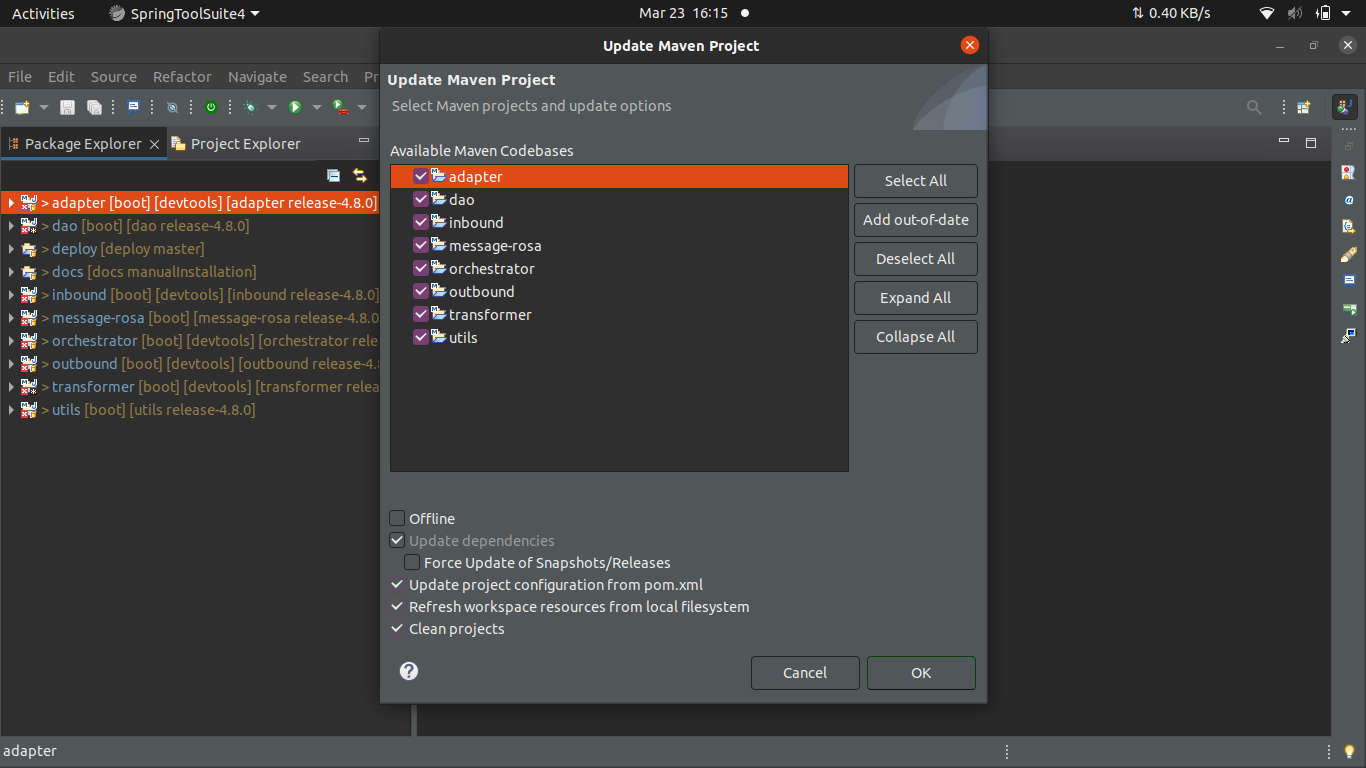 Activities SpringToolSuite4 Mar 23 16:15 0.40 KB/s
Update Maven Project
File Edit Source Refactor Navigate Search Pr
Update Maven Project
Select Maven projects and update options
Package Explorer Project Explorer
Available Maven Codebases
adapter
dao
inbound
message-rosa
orchestrator
outbound
transformer
utils
Select All
Add out-of-date
Deselect All
Expand All
Collapse All
> adapter [boot] [devtools] [adapter release-4.8.0]
> dao [boot] [dao release-4.8.0]
> deploy [deploy master]
> docs [docs manualInstallation]
> inbound [boot] [devtools] [inbound release-4.8.0]
> message-rosa [boot] [message-rosa release-4.8.0
> orchestrator [boot] [devtools] [orchestrator rele
> outbound [boot] [devtools] [outbound release-4.8
> transformer [boot] [devtools] [transformer relea
> utils [boot] [utils release-4.8.0]
Offline
Update dependencies
Force Update of Snapshots/Releases
Update project configuration from pom.xml
Refresh workspace resources from local filesystem
Clean projects
? Cancel OK
adapter